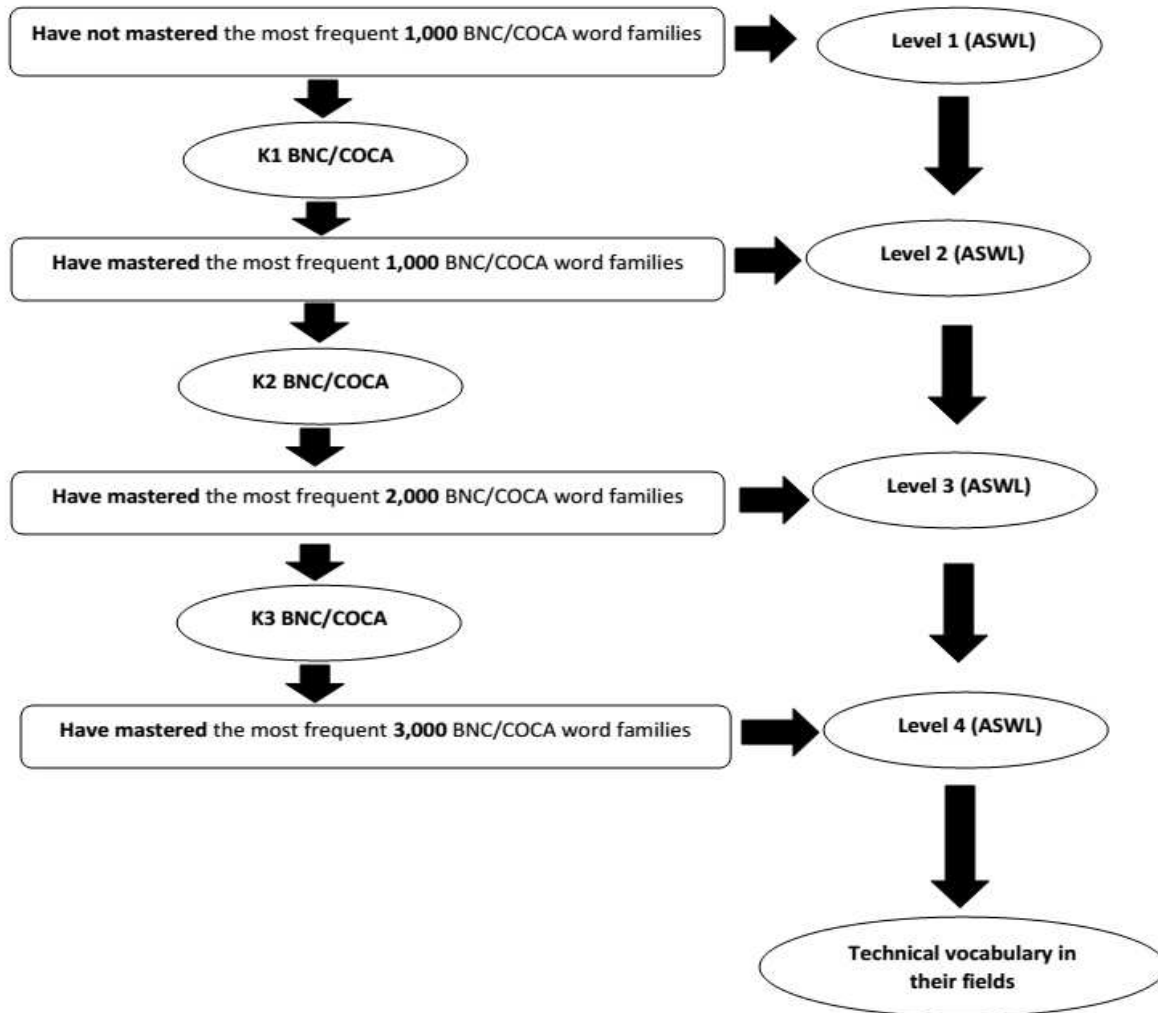 Have not mastered the most frequent 1,000 BNC/COCA word families
Level 1 (ASWL)
K1 BNC/COCA
Have mastered the most frequent 1,000 BNC/COCA word families
Level 2 (ASWL)
K2 BNC/COCA
Have mastered the most frequent 2,000 BNC/COCA word families
Level 3 (ASWL)
K3 BNC/COCA
Have mastered the most frequent 3,000 BNC/COCA word families
Level 4 (ASWL)
Technical vocabulary in
their fields